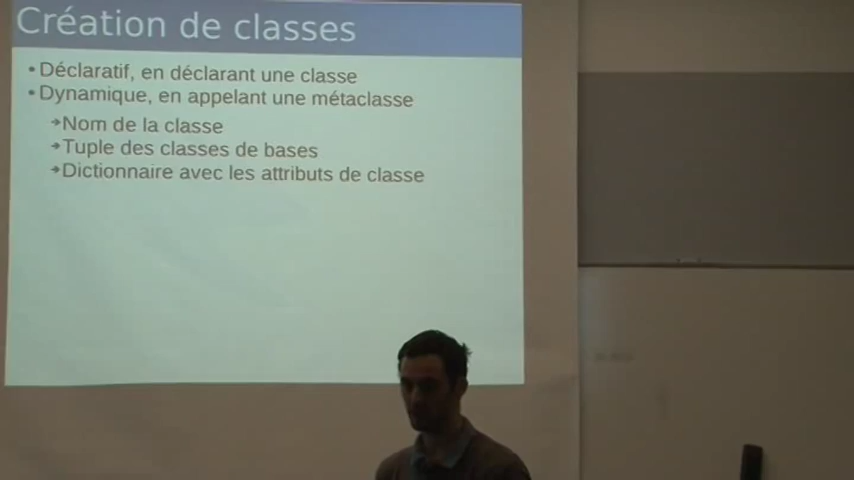 Création de classes
•Déclaratif, en déclarant une classe
•Dynamique, en appelant une métaclasse
➔Nom de la classe
➔Tuple des classes de bases
➔Dictionnaire avec les attributs de classe